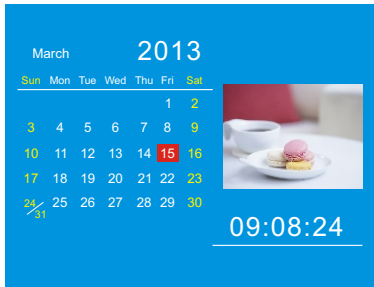 March 2013
Sun Mon Tue Wed Thu Fri Sat
1 2
3 4 5 6 7 8 9
10 11 12 13 14 15 16
17 18 19 20 21 22 23
24/31 25 26 27 28 29 30
09:08:24